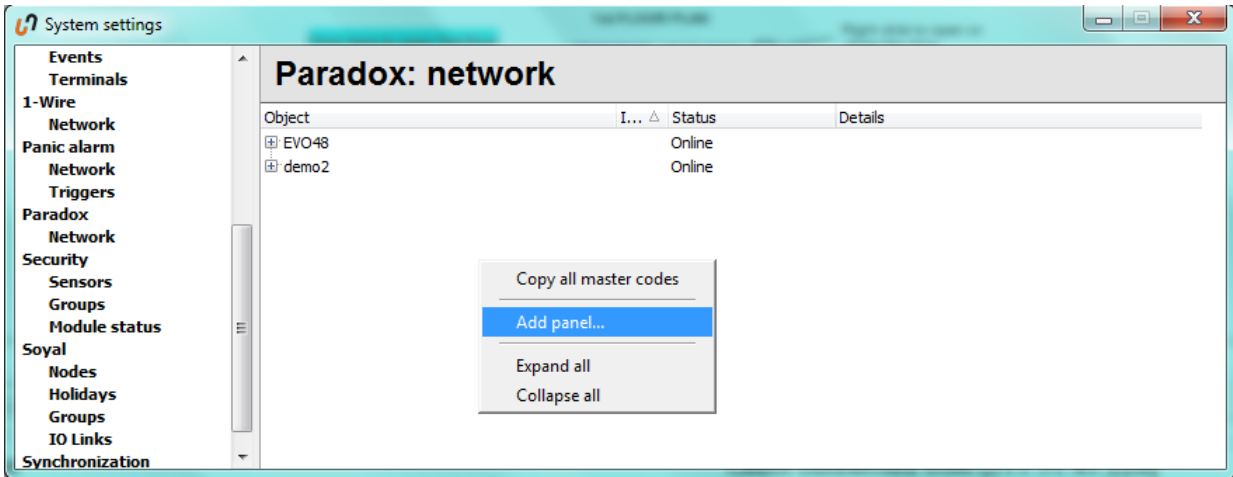 System settings
Events
Terminals
1-Wire
Network
Panic alarm
Network
Triggers
Paradox
Network
Security
Sensors
Groups
Module status
Soyal
Nodes
Holidays
Groups
IO Links
Synchronization
Paradox: network
Object I... Status Details
EVO48 Online
demo2 Online
Copy all master codes
Add panel...
Expand all
Collapse all